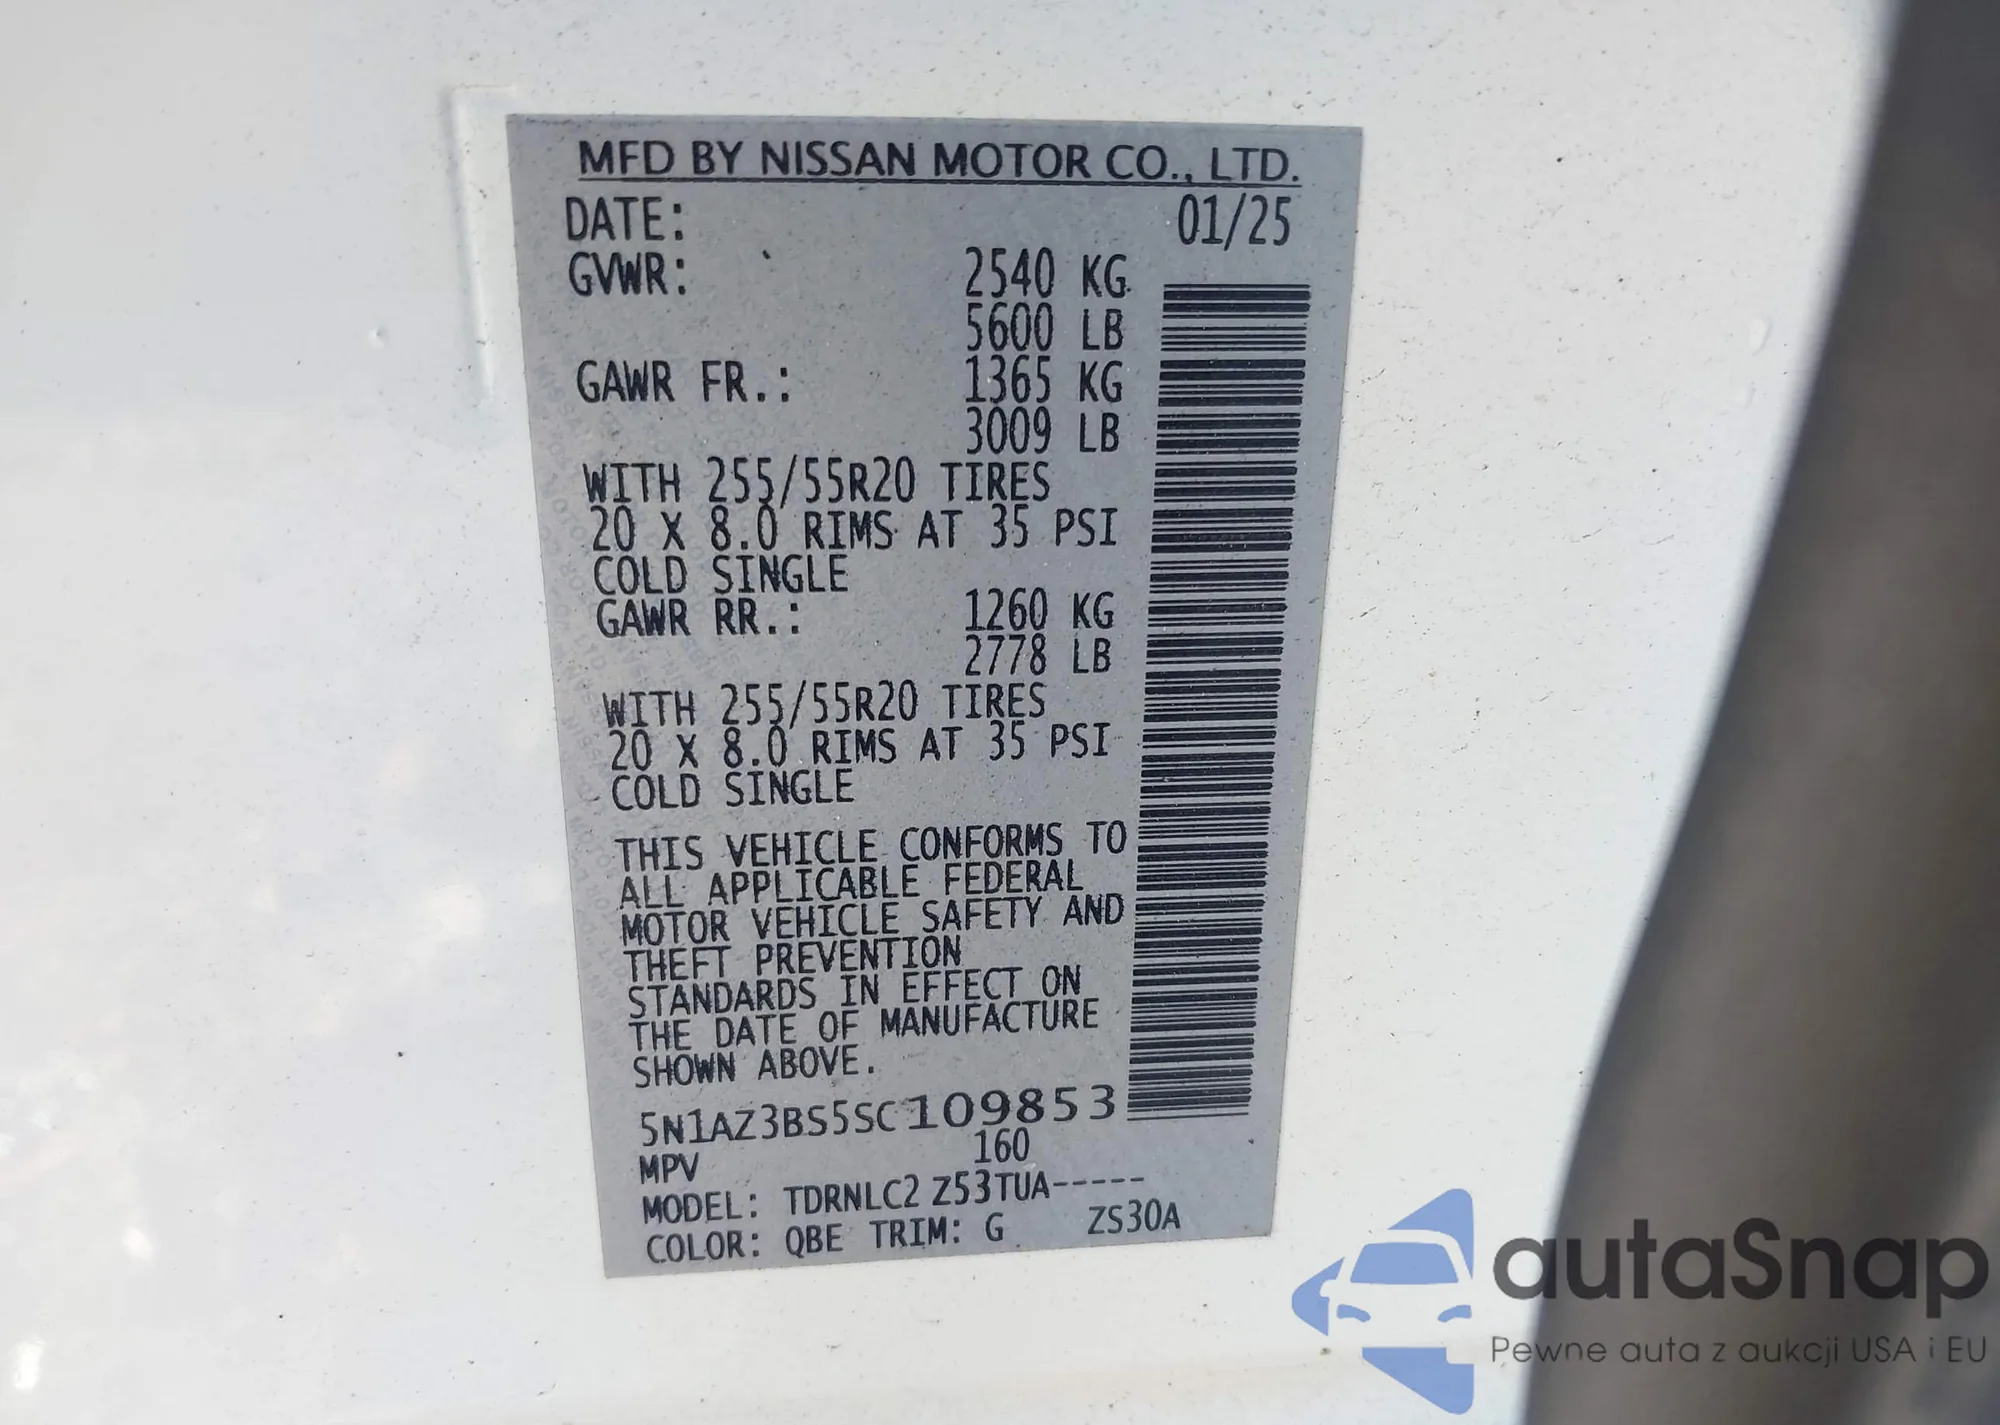 MFD BY NISSAN MOTOR CO., LTD.
DATE: 01/25
GVWR: 2540 KG
5600 LB
GAWR FR.: 1365 KG
3009 LB
WITH 255/55R20 TIRES
20 X 8.0 RIMS AT 35 PSI
COLD SINGLE
GAWR RR.: 1260 KG
2778 LB
WITH 255/55R20 TIRES
20 X 8.0 RIMS AT 35 PSI
COLD SINGLE
THIS VEHICLE CONFORMS TO
ALL APPLICABLE FEDERAL
MOTOR VEHICLE SAFETY AND
THEFT PREVENTION
STANDARDS IN EFFECT ON
THE DATE OF MANUFACTURE
SHOWN ABOVE.
5N1AZ3BS5SC109853
MPV 160
MODEL: TDRNLC2 Z53TUA-----
COLOR: QBE TRIM: G ZS30A
autaSnap
Pewne auta z aukcji USA i EU